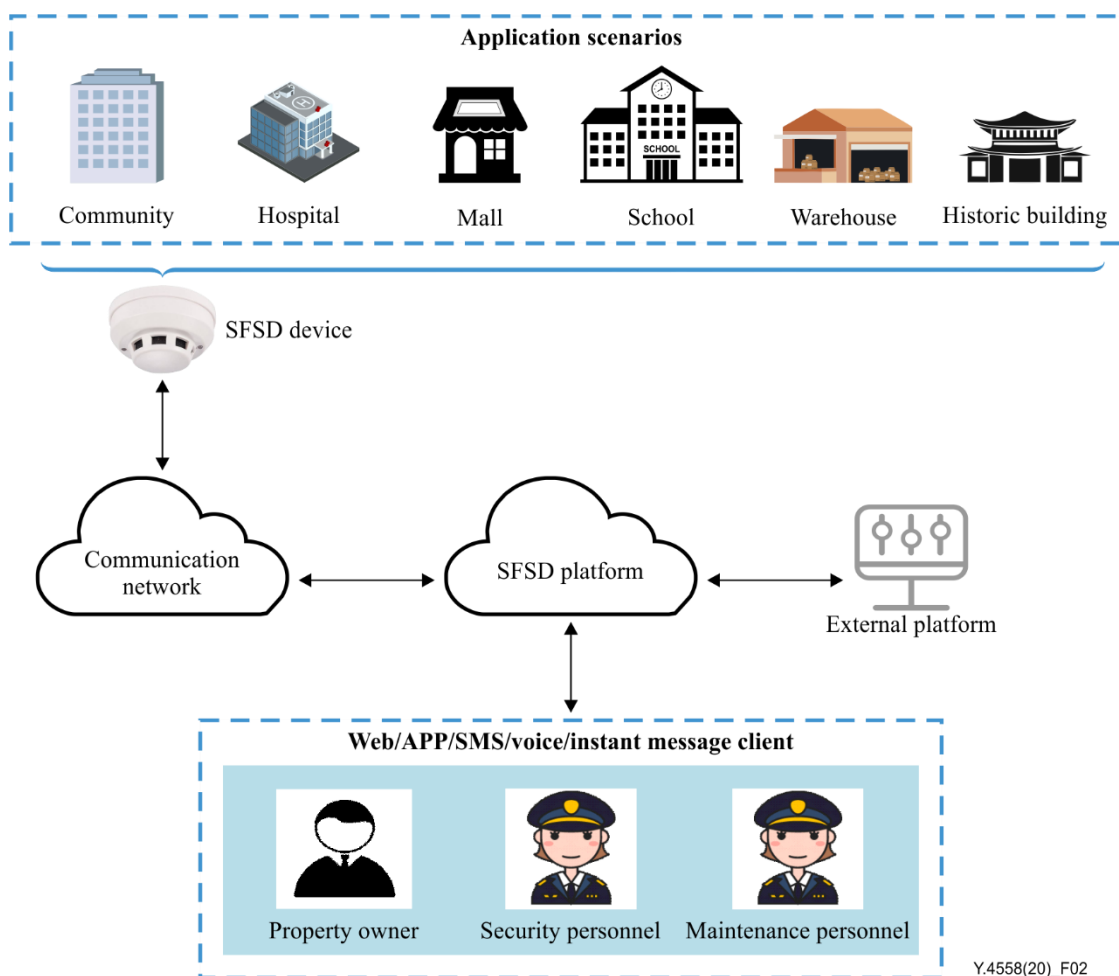 Application scenarios
H
SCHOOL
Community
Hospital
Mall
School
Warehouse
Historic building
SFSD device
Communication
network
SFSD platform
External platform
Web/APP/SMS/voice/instant message client
Property owner
Security personnel
Maintenance personnel
Y.4558(20)_F02